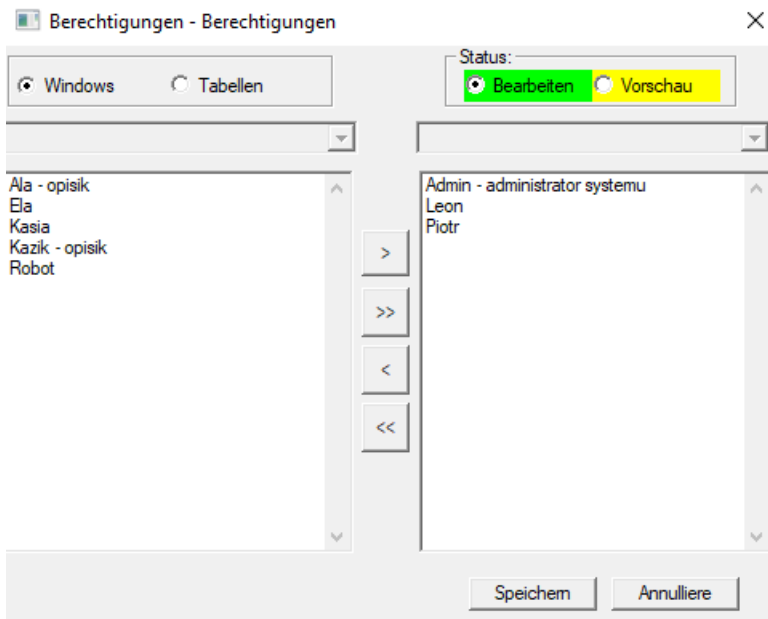 Berechtigungen - Berechtigungen
Status:
Windows Tabellen Bearbeiten Vorschau
Ala - opisik
Ela
Kasia
Kazik - opisik
Robot
Admin - administrator systemu
Leon
Piotr
>
>>
<
<<
Speichern Annulliere